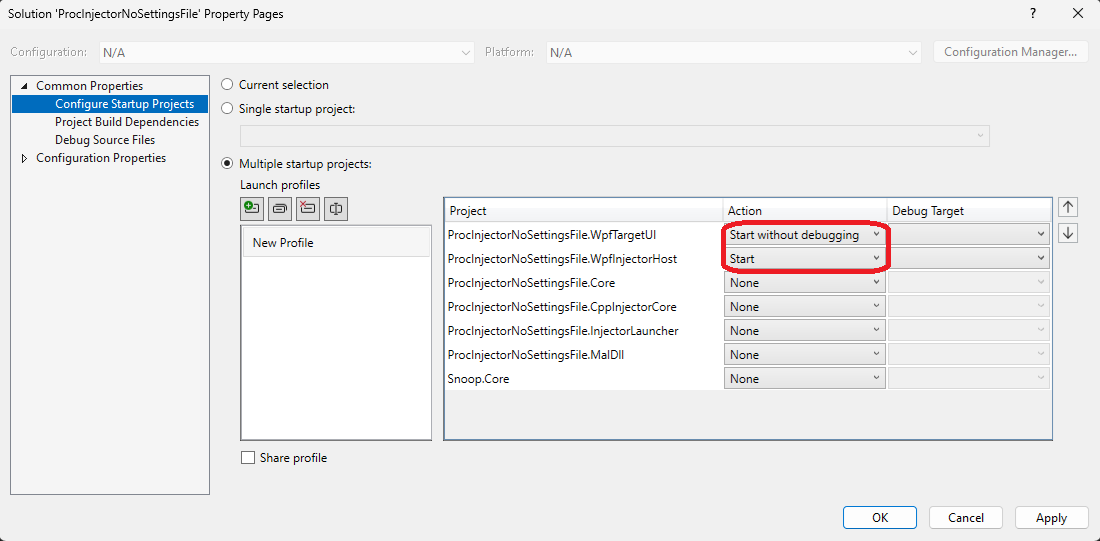 Solution 'ProcInjectorNoSettingsFile' Property Pages
Configuration: N/A Platform: N/A Configuration Manager...
Common Properties
Configure Startup Projects
Project Build Dependencies
Debug Source Files
Configuration Properties
Current selection
Single startup project:
Multiple startup projects:
Launch profiles
New Profile
Project Action Debug Target
ProcInjectorNoSettingsFile.WpfTargetUI Start without debugging
ProcInjectorNoSettingsFile.WpfInjectorHost Start
ProcInjectorNoSettingsFile.Core None
ProcInjectorNoSettingsFile.CppInjectorCore None
ProcInjectorNoSettingsFile.InjectorLauncher None
ProcInjectorNoSettingsFile.MalDll None
Snoop.Core None
Share profile
OK Cancel Apply